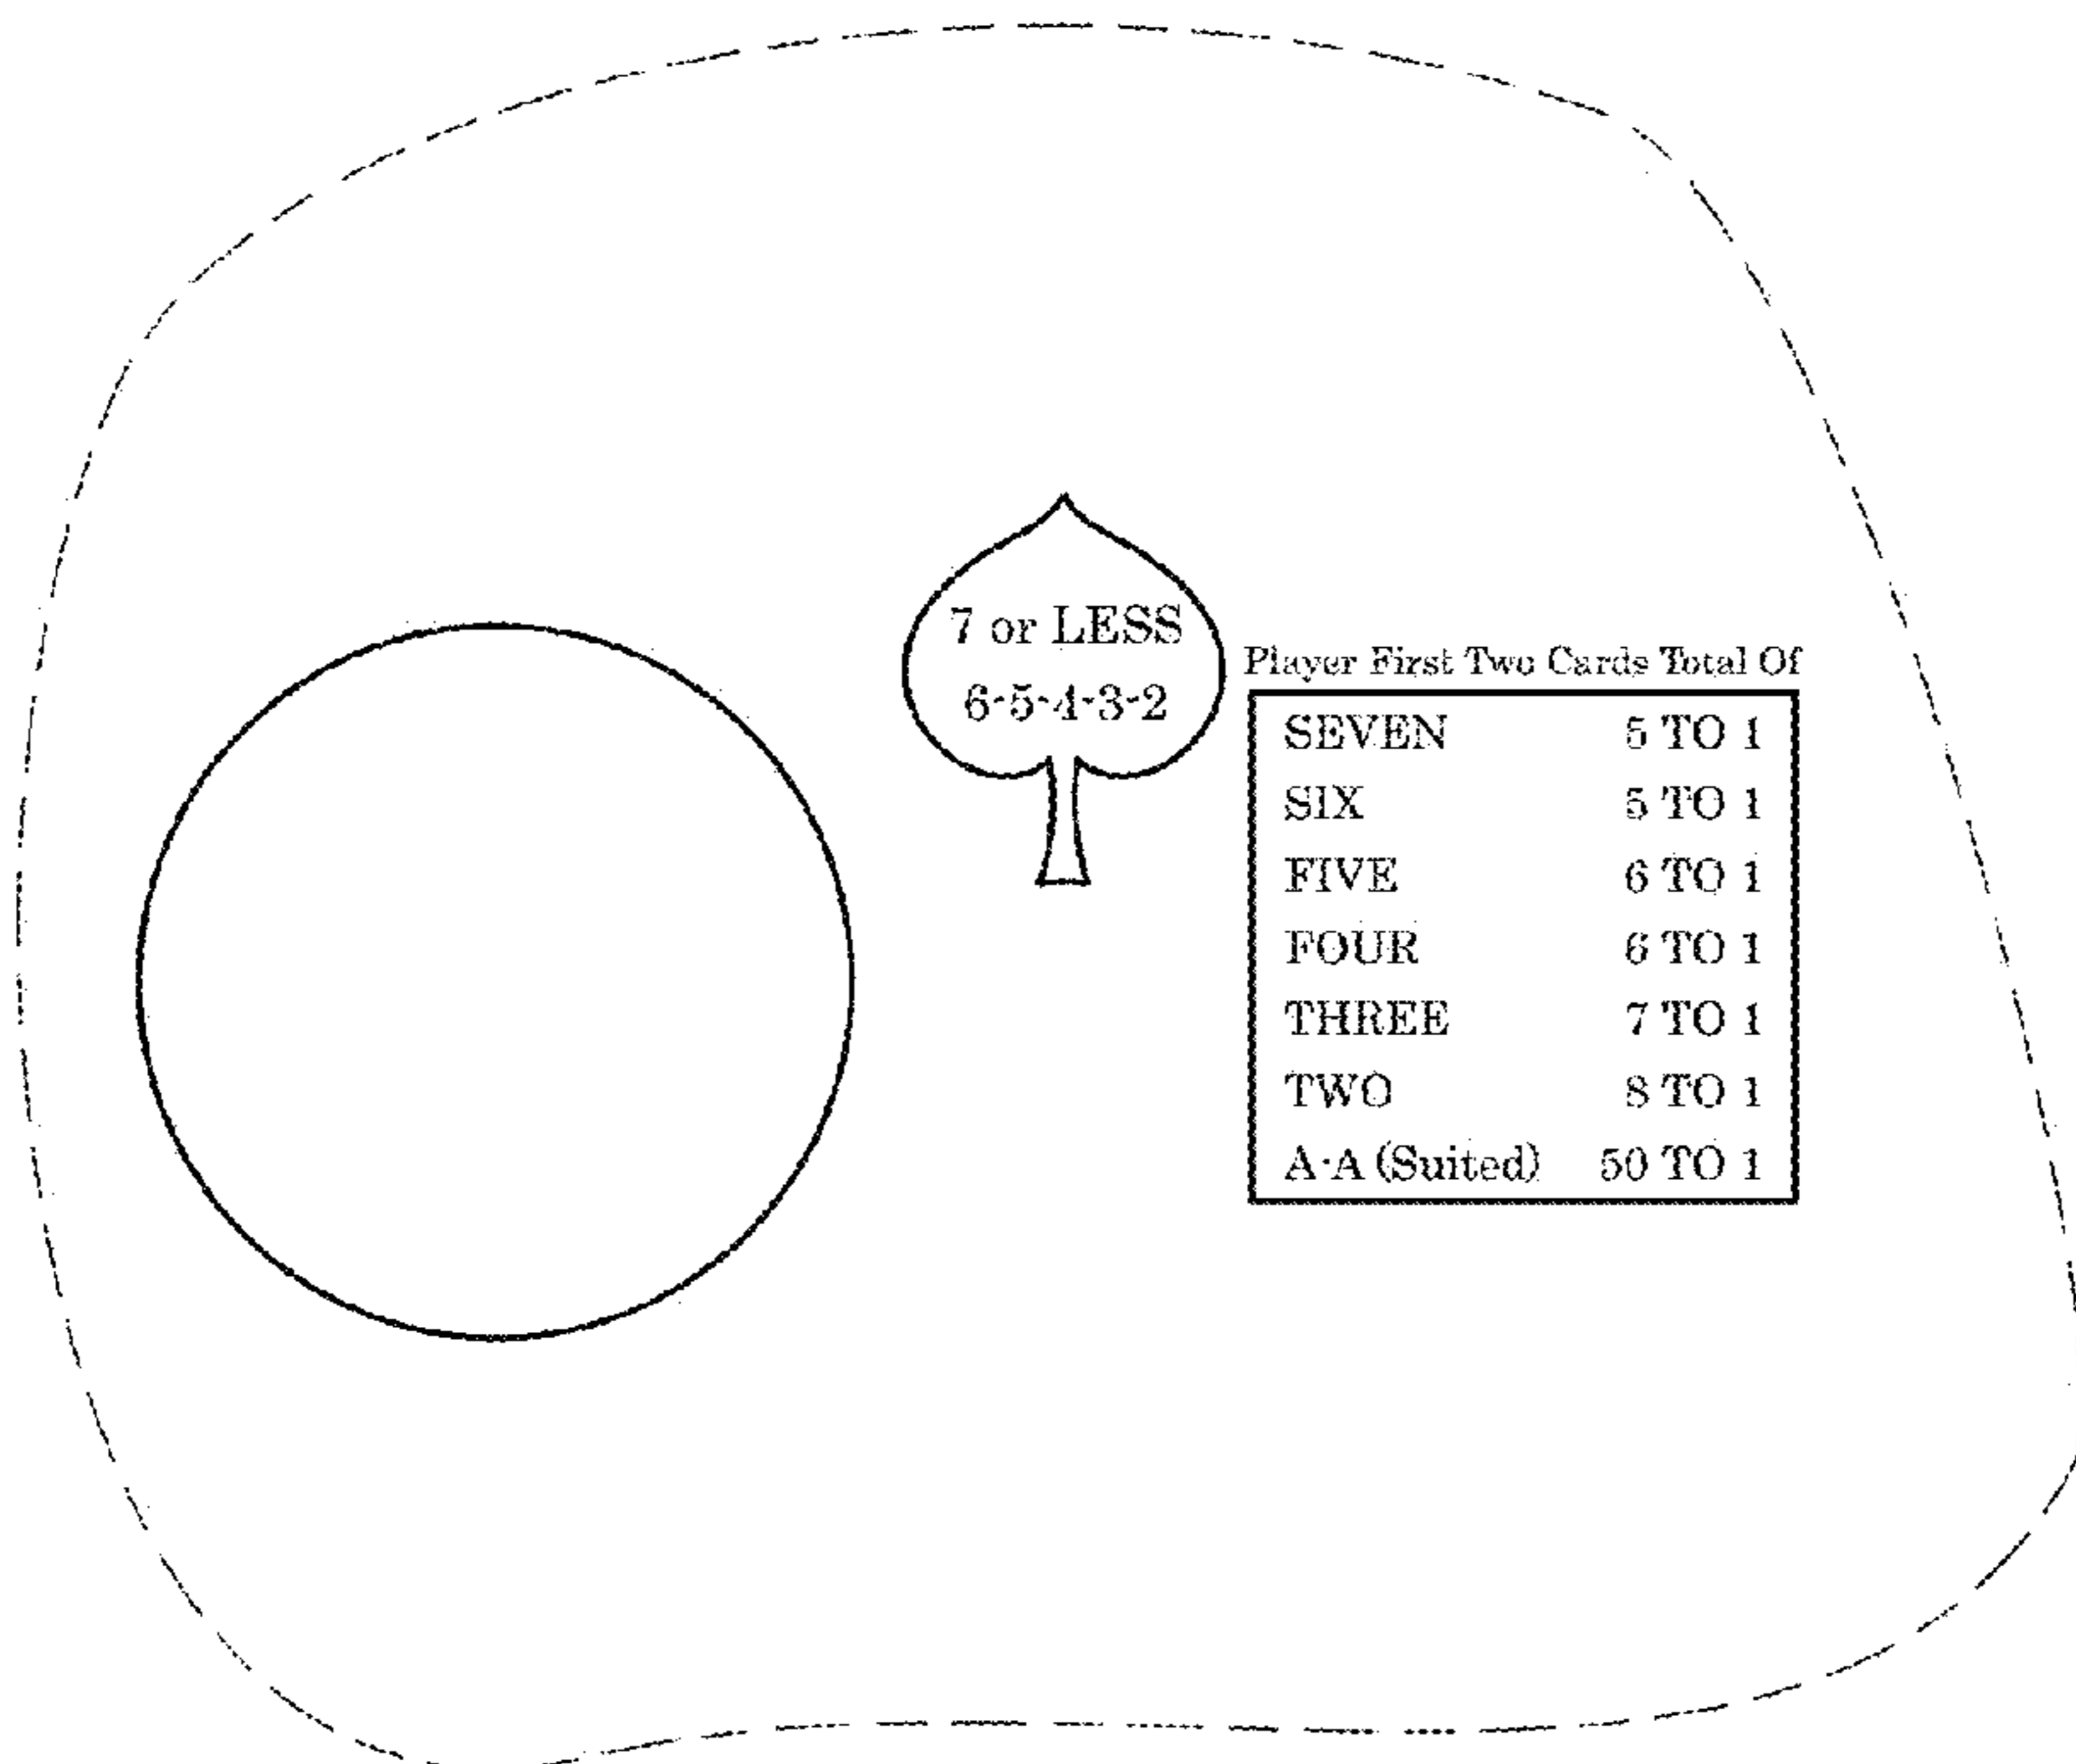 7 or LESS
6-5-4-3-2
Player First Two Cards Total Of
SEVEN 5 TO 1
SIX 5 TO 1
FIVE 6 TO 1
FOUR 6 TO 1
THREE 7 TO 1
TWO 8 TO 1
A-A (Suited) 50 TO 1